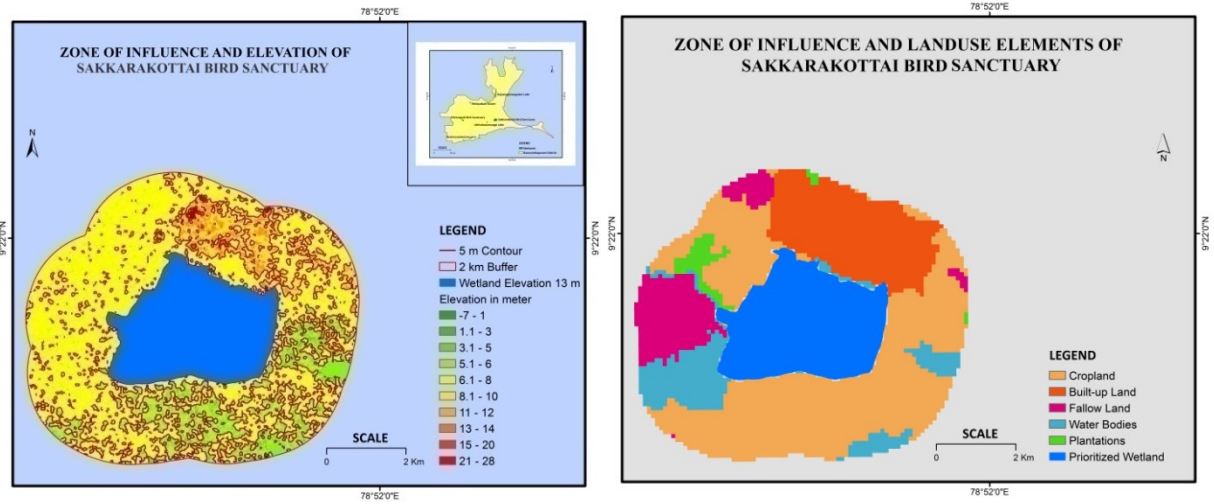 78°52'0"E
ZONE OF INFLUENCE AND ELEVATION OF
SAKKARAKOTTAI BIRD SANCTUARY
N
9°22'0"N
9°22'0"N
LEGEND
5 m Contour
2 km Buffer
Wetland Elevation 13 m
Elevation in meter
-7 - 1
1.1 - 3
3.1 - 5
5.1 - 6
6.1 - 8
8.1 - 10
11 - 12
13 - 14
15 - 20
21 - 28
SCALE
0 2 Km
78°52'0"E
78°52'0"E
ZONE OF INFLUENCE AND LANDUSE ELEMENTS OF
SAKKARAKOTTAI BIRD SANCTUARY
N
9°22'0"N
9°22'0"N
LEGEND
Cropland
Built-up Land
Fallow Land
Water Bodies
Plantations
Prioritized Wetland
SCALE
0 2 Km
78°52'0"E